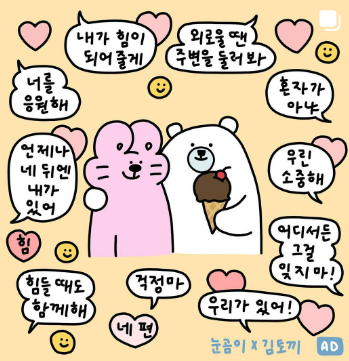 내가 힘이
되어 줄게
외로울 땐
주변을 둘러 봐
너를
응원해
혼자가
아냐
언제나
네 뒤엔
내가
있어
우린
소중해
힘
어디서든
그걸
잊지 마!
힘들 때도
함께해
걱정마
네 편
우리가 있어!
눈곰이 x 김토끼
AD